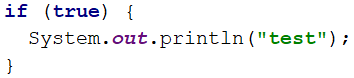 if (true) {
  System.out.println("test");
}